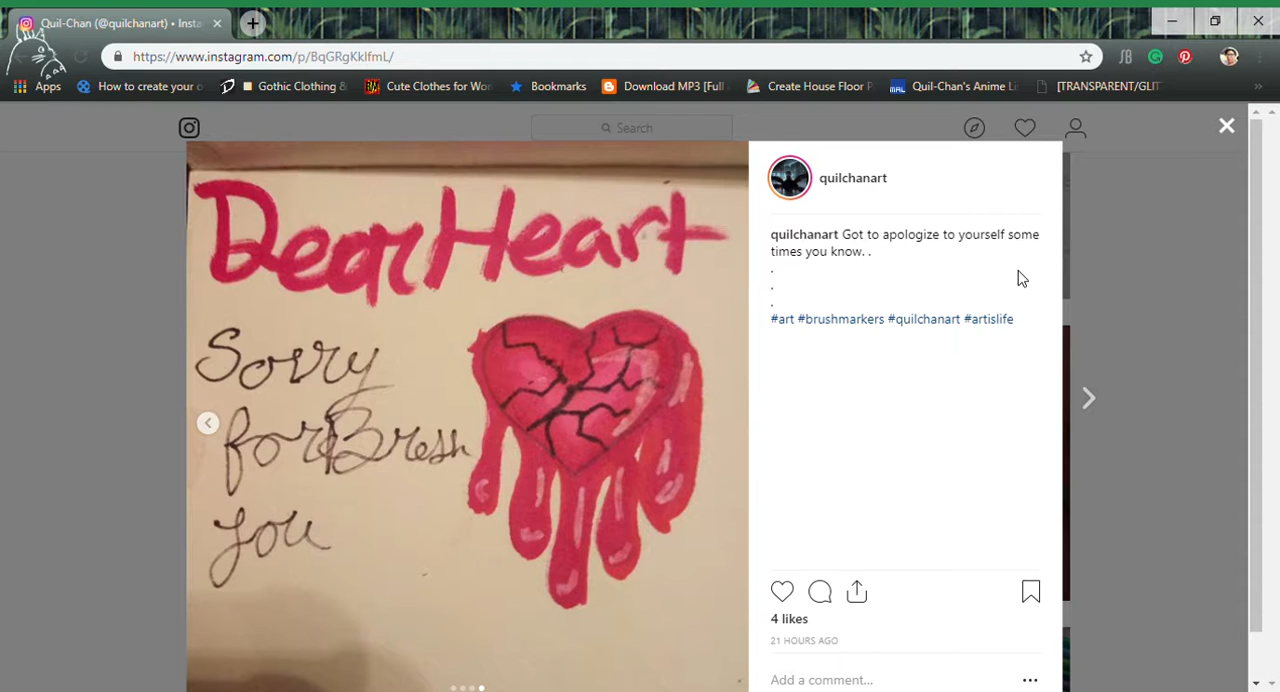 Quil-Chan (@quilchanart) • Insta
https://www.instagram.com/p/BqGRgKklfmL/
Apps
How to create your o
Gothic Clothing &
Cute Clothes for Wor
Bookmarks
Download MP3 [Full
Create House Floor P
MAL
Quil-Chan's Anime Li
[TRANSPARENT/GLIT
Search
Dear Heart
Sorry
for
you
quilchanart
quilchanart Got to apologize to yourself some
times you know. .
.
.
.
#art #brushmarkers #quilchanart #artislife
4 likes
21 HOURS AGO
Add a comment...